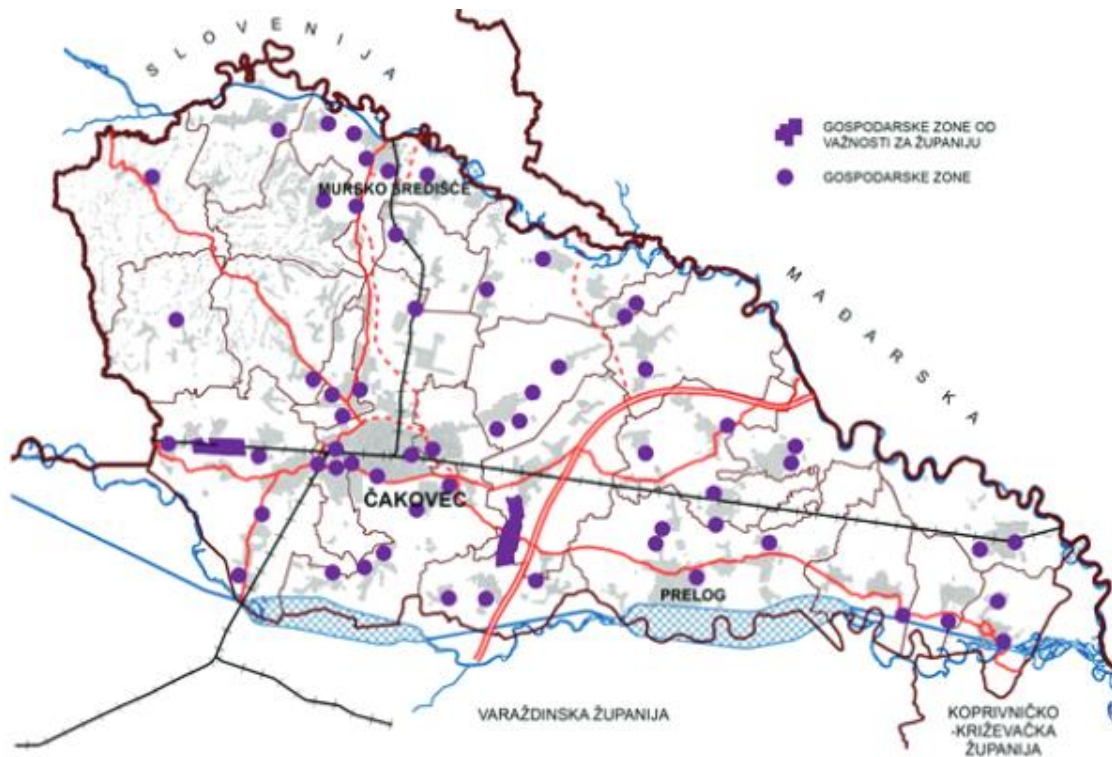 SLOVENIJA
GOSPODARSKE ZONE OD
VAŽNOSTI ZA ŽUPANIJU
GOSPODARSKE ZONE
MURSKO SREDIŠĆE
MAĐARSKA
ČAKOVEC
PRELOG
VARAŽDINSKA ŽUPANIJA
KOPRIVNIČKO
-KRIŽEVAČKA
ŽUPANIJA